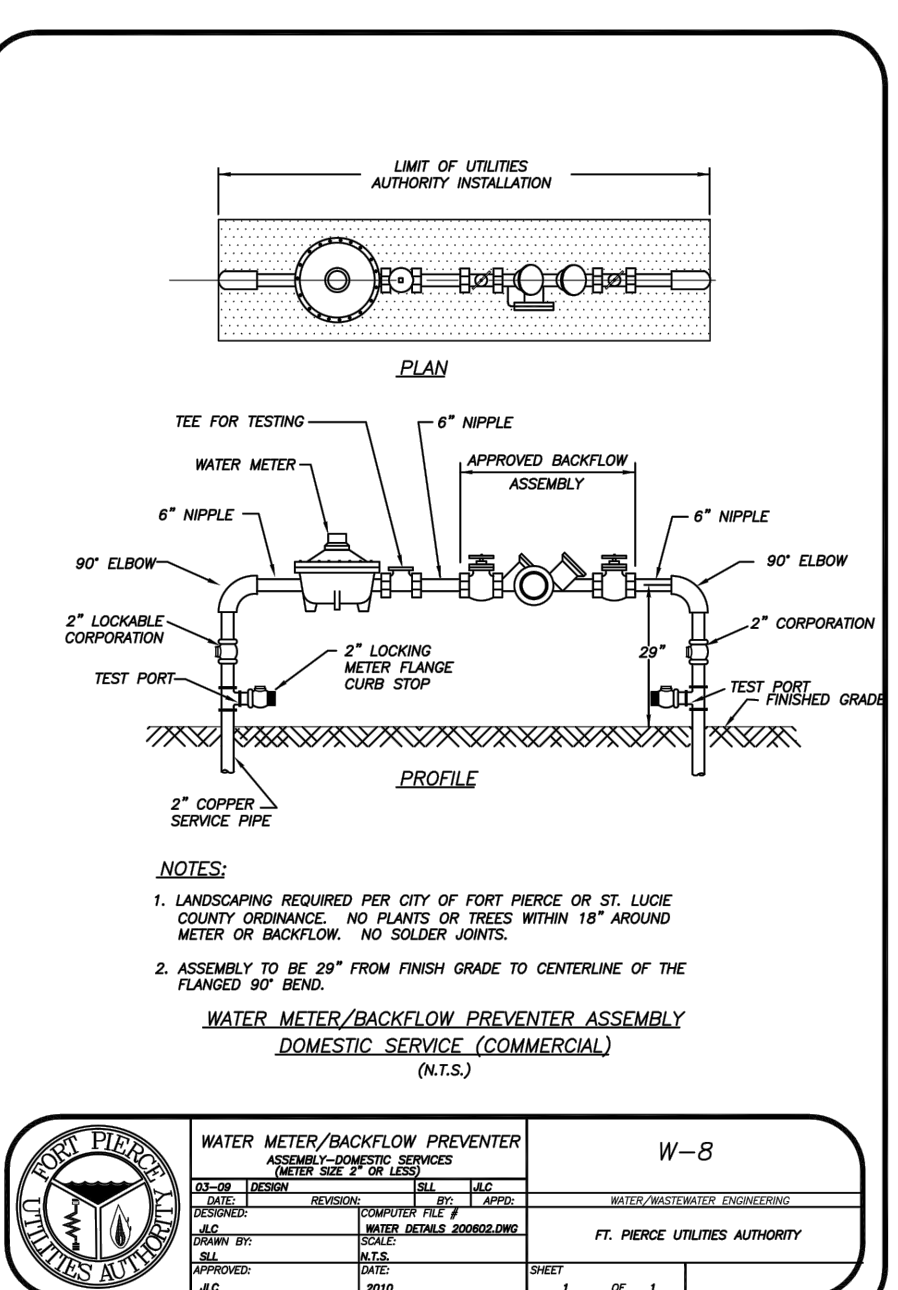 LIMIT OF UTILITIES
AUTHORITY INSTALLATION
PLAN
TEE FOR TESTING
6" NIPPLE
WATER METER
APPROVED BACKFLOW
ASSEMBLY
6" NIPPLE
6" NIPPLE
90° ELBOW
90° ELBOW
2" LOCKABLE
CORPORATION
2" CORPORATION
2" LOCKING
METER FLANGE
CURB STOP
29"
TEST PORT
TEST PORT
FINISHED GRADE
PROFILE
2" COPPER
SERVICE PIPE
NOTES:
1. LANDSCAPING REQUIRED PER CITY OF FORT PIERCE OR ST. LUCIE
COUNTY ORDINANCE. NO PLANTS OR TREES WITHIN 18" AROUND
METER OR BACKFLOW. NO SOLDER JOINTS.
2. ASSEMBLY TO BE 29" FROM FINISH GRADE TO CENTERLINE OF THE
FLANGED 90° BEND.
WATER METER/BACKFLOW PREVENTER ASSEMBLY
DOMESTIC SERVICE (COMMERCIAL)
(N.T.S.)
FORT PIERCE UTILITIES AUTHORITY
WATER METER/BACKFLOW PREVENTER
ASSEMBLY-DOMESTIC SERVICES
(METER SIZE 2" OR LESS)
03-09 DESIGN SLL JLC
DATE: REVISION: BY: APPD:
DESIGNED: COMPUTER FILE #
JLC WATER DETAILS 200602.DWG
DRAWN BY: SCALE:
SLL N.T.S.
APPROVED: DATE:
JLC 2010
W-8
WATER/WASTEWATER ENGINEERING
FT. PIERCE UTILITIES AUTHORITY
SHEET
1 OF 1